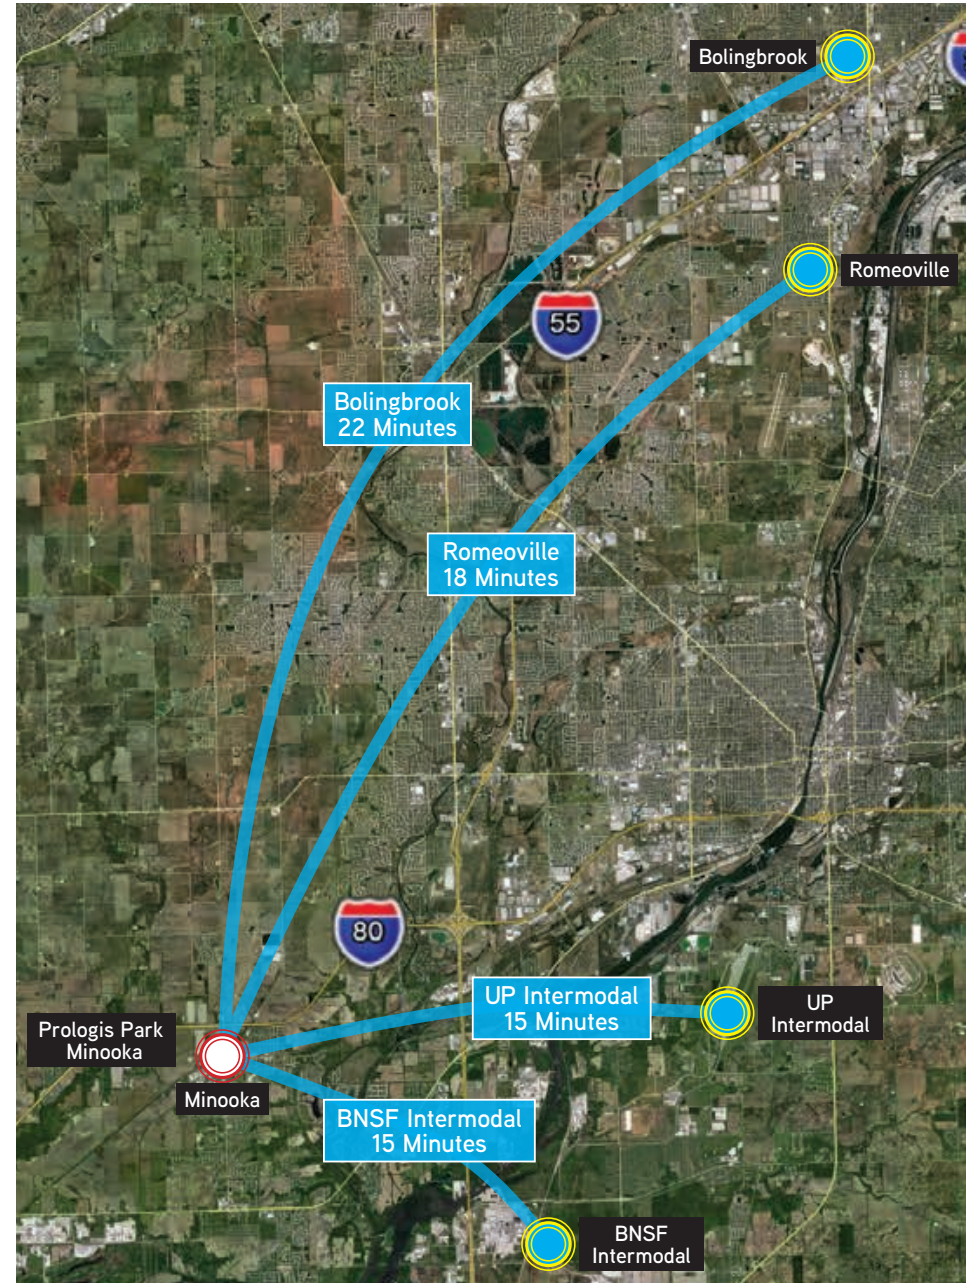 Bolingbrook
Romeoville
55
Bolingbrook
22 Minutes
Romeoville
18 Minutes
80
UP Intermodal
15 Minutes
UP
Intermodal
Prologis Park
Minooka
Minooka
BNSF Intermodal
15 Minutes
BNSF
Intermodal